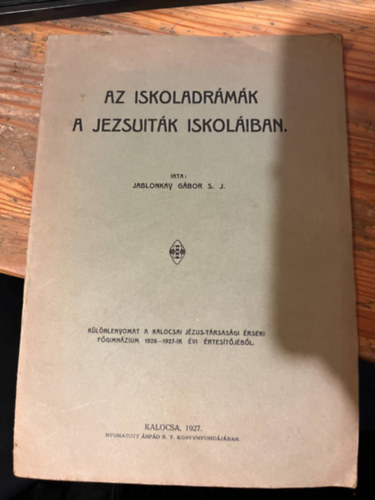 AZ ISKOLADRÁMÁK
A JEZSUITÁK ISKOLÁIBAN.
IRTA:
JABLONKAY GÁBOR S. J.
KÜLÖNLENYOMAT A KALOCSAI JÉZUS-TÁRSASÁGI ÉRSEKI
FŐGIMNÁZIUM 1926–1927-IK ÉVI ÉRTESÍTŐJÉBŐL.
KALOCSA, 1927.
NYOMATOTT ÁRPÁD R. T. KÖNYVNYOMDÁJÁBAN.